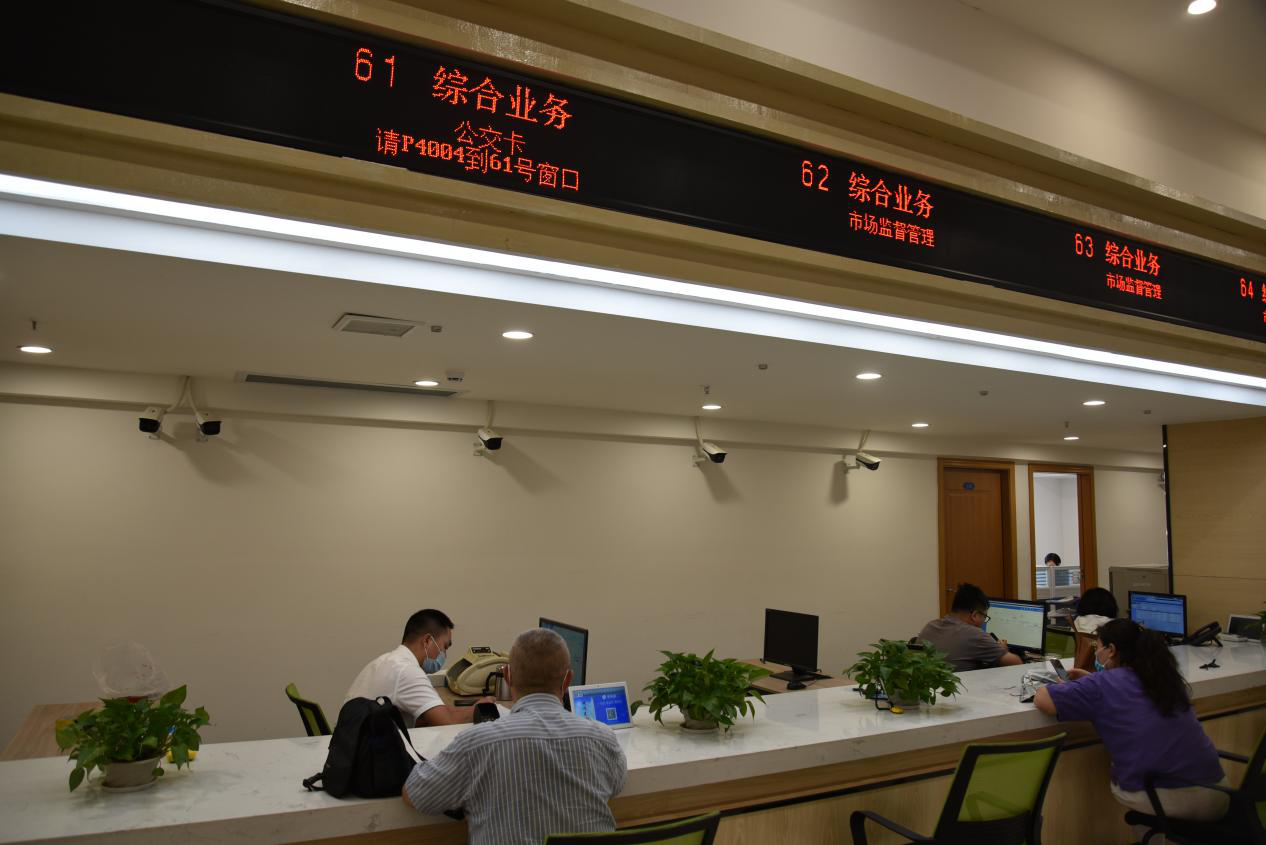 61 综合业务
公交卡
请P4004到61号窗口
62 综合业务
市场监督管理
63 综合业务
市场监督管理
64